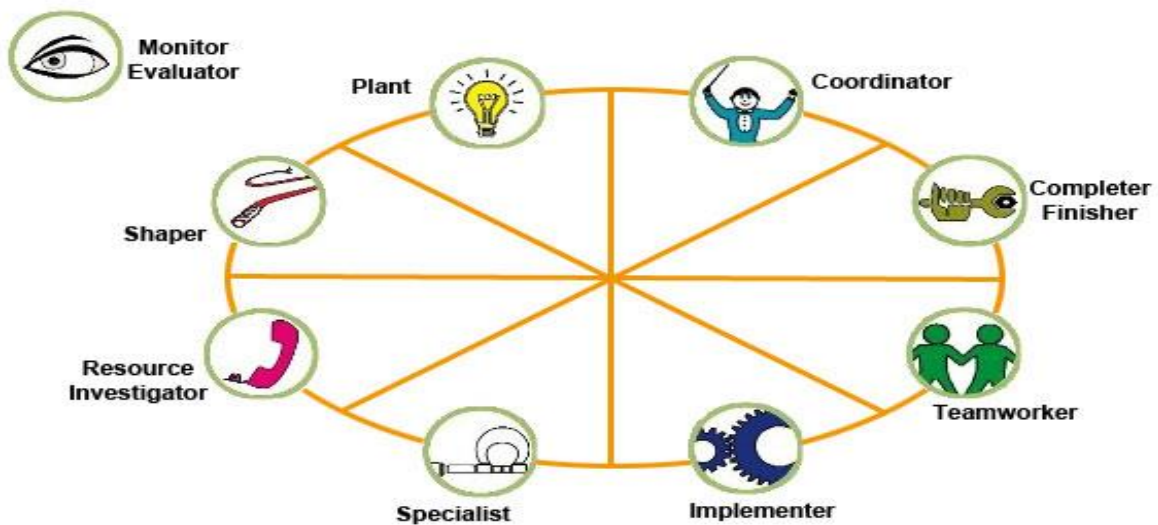 Monitor
Evaluator
Plant
Coordinator
Shaper
Completer
Finisher
Resource
Investigator
Teamworker
Specialist
Implementer